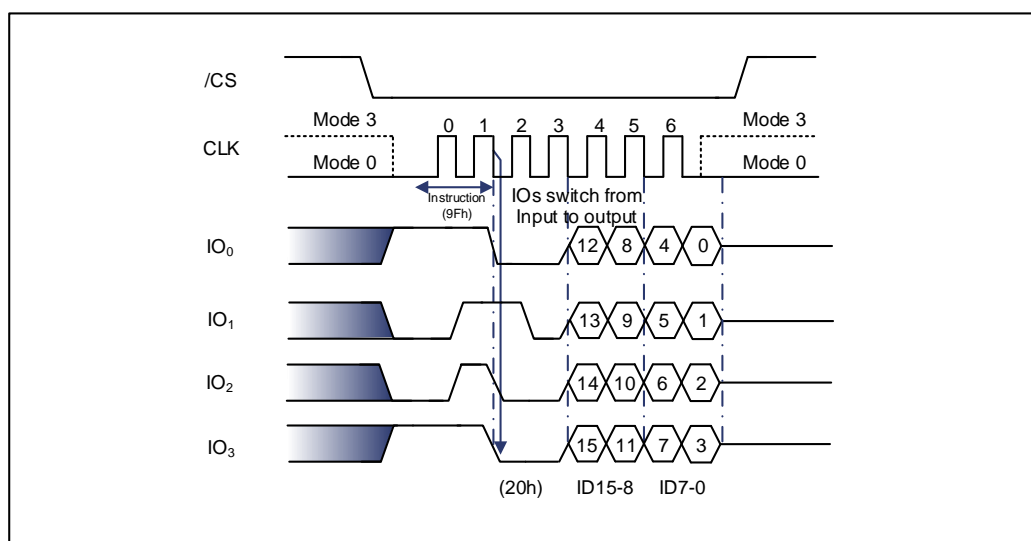 /CS
Mode 3
0 1 2 3 4 5 6
Mode 3
CLK
Mode 0
Mode 0
Instruction
(9Fh)
IOs switch from
Input to output
IO0
12 8 4 0
IO1
13 9 5 1
IO2
14 10 6 2
IO3
15 11 7 3
(20h)
ID15-8
ID7-0